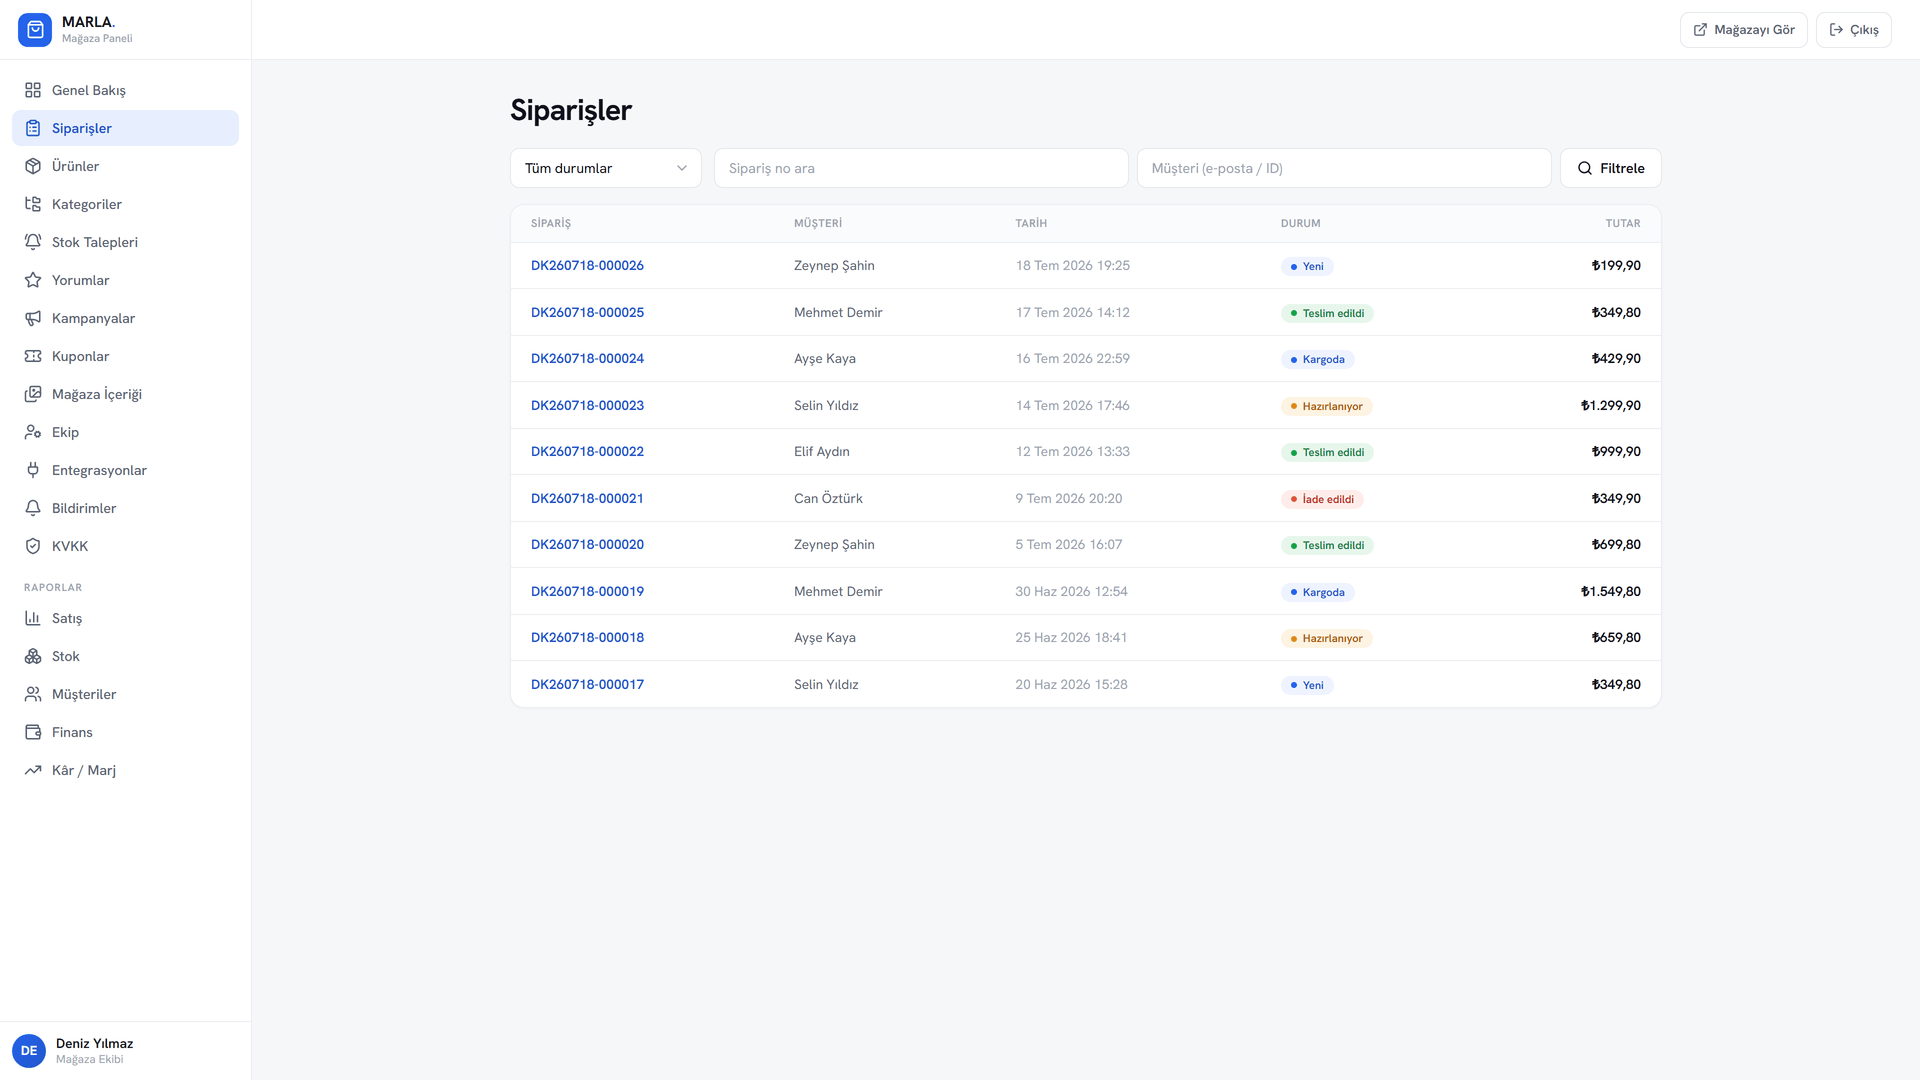 MARLA.
Mağaza Paneli
Mağazayı Gör
Çıkış
Genel Bakış
Siparişler
Ürünler
Kategoriler
Stok Talepleri
Yorumlar
Kampanyalar
Kuponlar
Mağaza İçeriği
Ekip
Entegrasyonlar
Bildirimler
KVKK
RAPORLAR
Satış
Stok
Müşteriler
Finans
Kâr / Marj
DE
Deniz Yılmaz
Mağaza Ekibi
Siparişler
Tüm durumlar Sipariş no ara Müşteri (e-posta / ID) Filtrele
SİPARİŞ MÜŞTERİ TARİH DURUM TUTAR
DK260718-000026 Zeynep Şahin 18 Tem 2026 19:25 Yeni ₺199,90
DK260718-000025 Mehmet Demir 17 Tem 2026 14:12 Teslim edildi ₺349,80
DK260718-000024 Ayşe Kaya 16 Tem 2026 22:59 Kargoda ₺429,90
DK260718-000023 Selin Yıldız 14 Tem 2026 17:46 Hazırlanıyor ₺1.299,90
DK260718-000022 Elif Aydın 12 Tem 2026 13:33 Teslim edildi ₺999,90
DK260718-000021 Can Öztürk 9 Tem 2026 20:20 İade edildi ₺349,90
DK260718-000020 Zeynep Şahin 5 Tem 2026 16:07 Teslim edildi ₺699,80
DK260718-000019 Mehmet Demir 30 Haz 2026 12:54 Kargoda ₺1.549,80
DK260718-000018 Ayşe Kaya 25 Haz 2026 18:41 Hazırlanıyor ₺659,80
DK260718-000017 Selin Yıldız 20 Haz 2026 15:28 Yeni ₺349,80